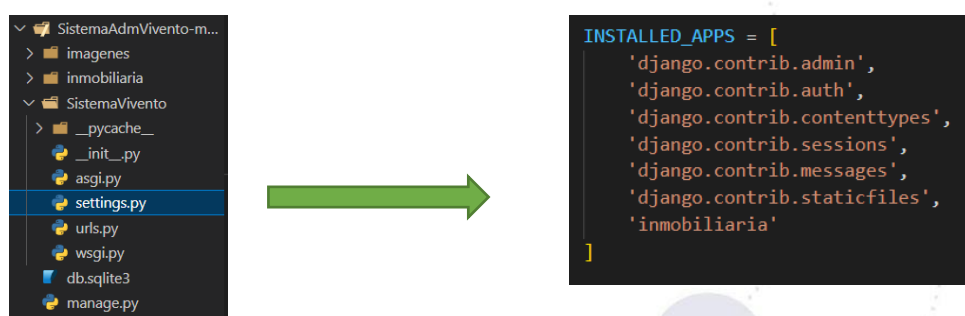 SistemaAdmVivento-m...
imagenes
inmobiliaria
SistemaVivento
__pycache__
__init__.py
asgi.py
settings.py
urls.py
wsgi.py
db.sqlite3
manage.py
INSTALLED_APPS = [
    'django.contrib.admin',
    'django.contrib.auth',
    'django.contrib.contenttypes',
    'django.contrib.sessions',
    'django.contrib.messages',
    'django.contrib.staticfiles',
    'inmobiliaria'
]